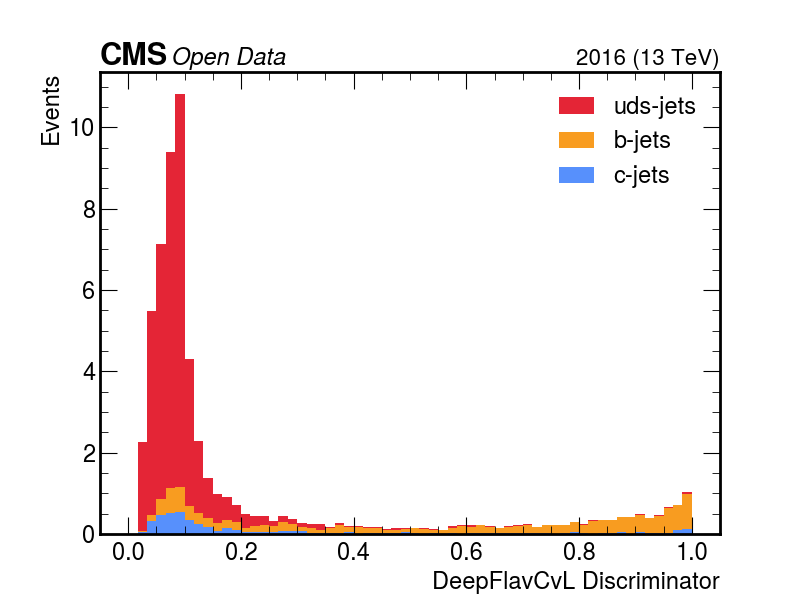 CMS Open Data
2016 (13 TeV)
Events
uds-jets
b-jets
c-jets
10
8
6
4
2
0
0.0 0.2 0.4 0.6 0.8 1.0
DeepFlavCvL Discriminator